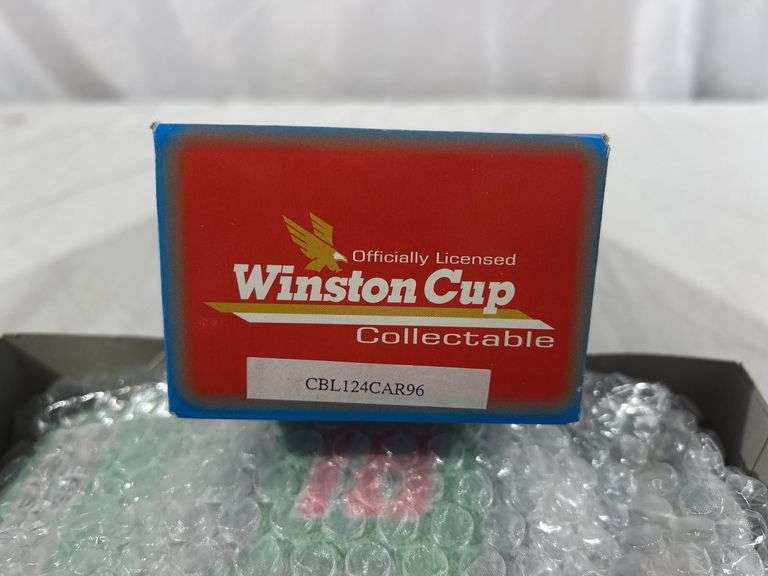 Officially Licensed
Winston Cup
Collectable
CBL124CAR96